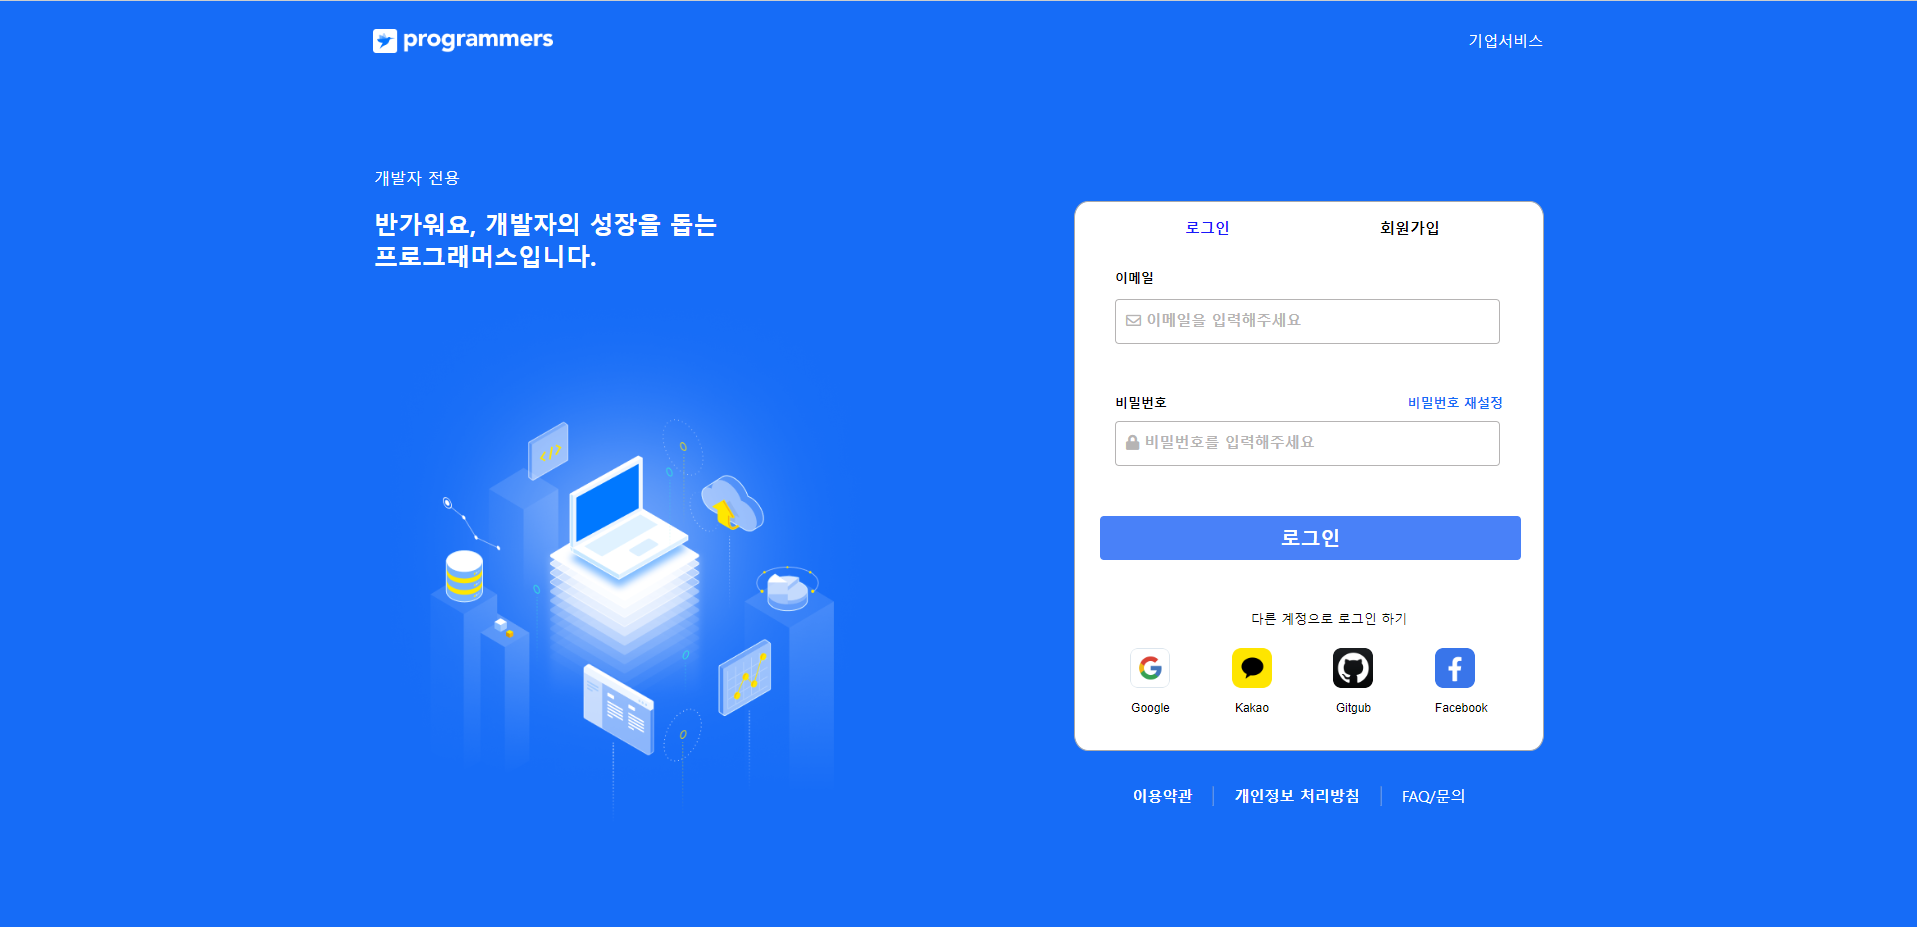 programmers
기업서비스
개발자 전용
반가워요, 개발자의 성장을 돕는
프로그래머스입니다.
로그인 회원가입
이메일
이메일을 입력해주세요
비밀번호 비밀번호 재설정
비밀번호를 입력해주세요
로그인
다른 계정으로 로그인 하기
Google Kakao Gitgub Facebook
이용약관 개인정보 처리방침 FAQ/문의